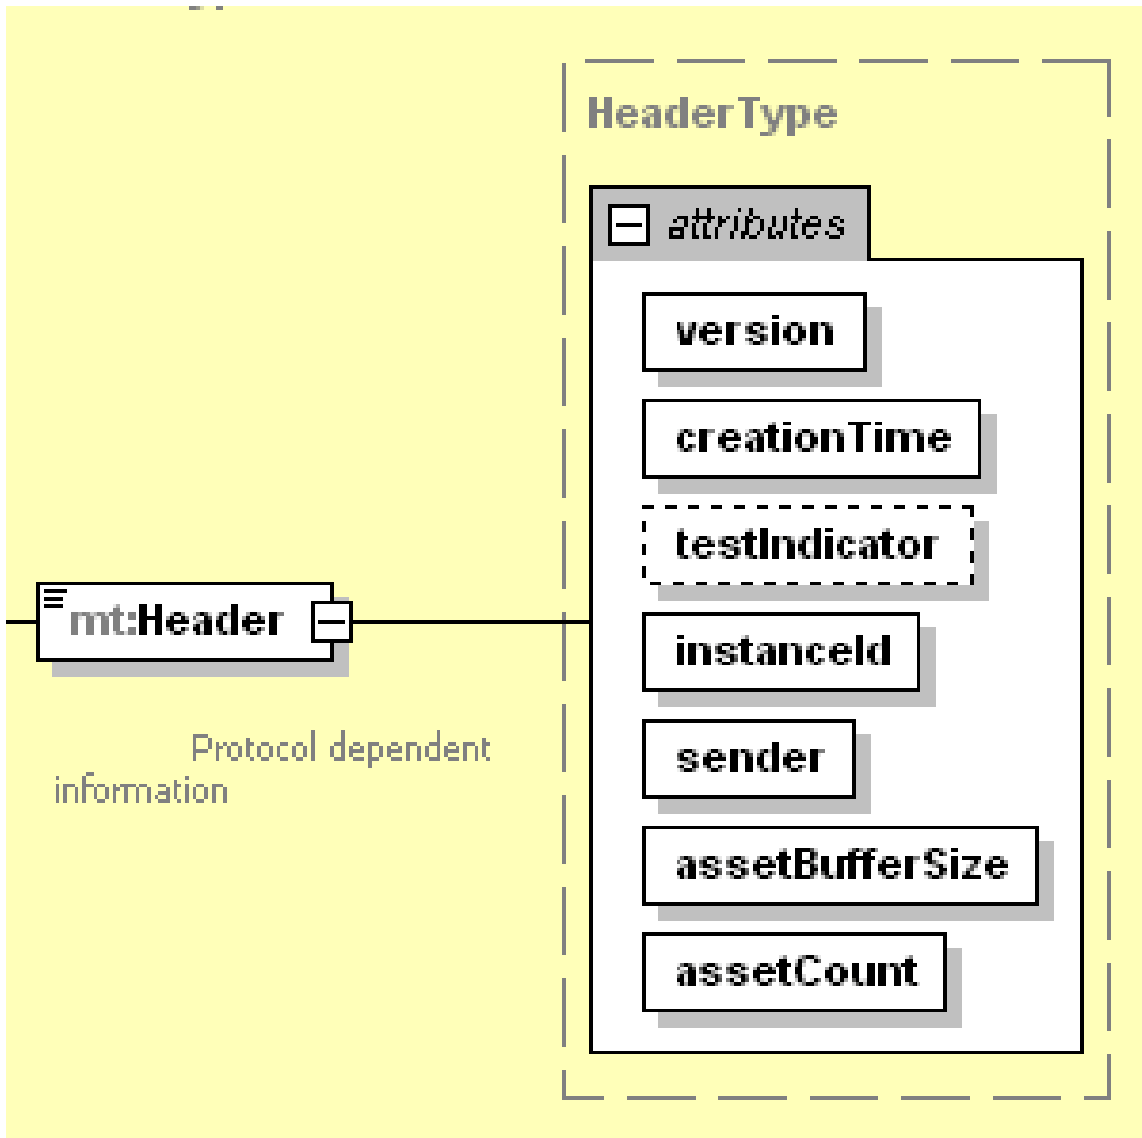 HeaderType
attributes
version
creationTime
testIndicator
instanceId
mt:Header
sender
Protocol dependent
information
assetBufferSize
assetCount